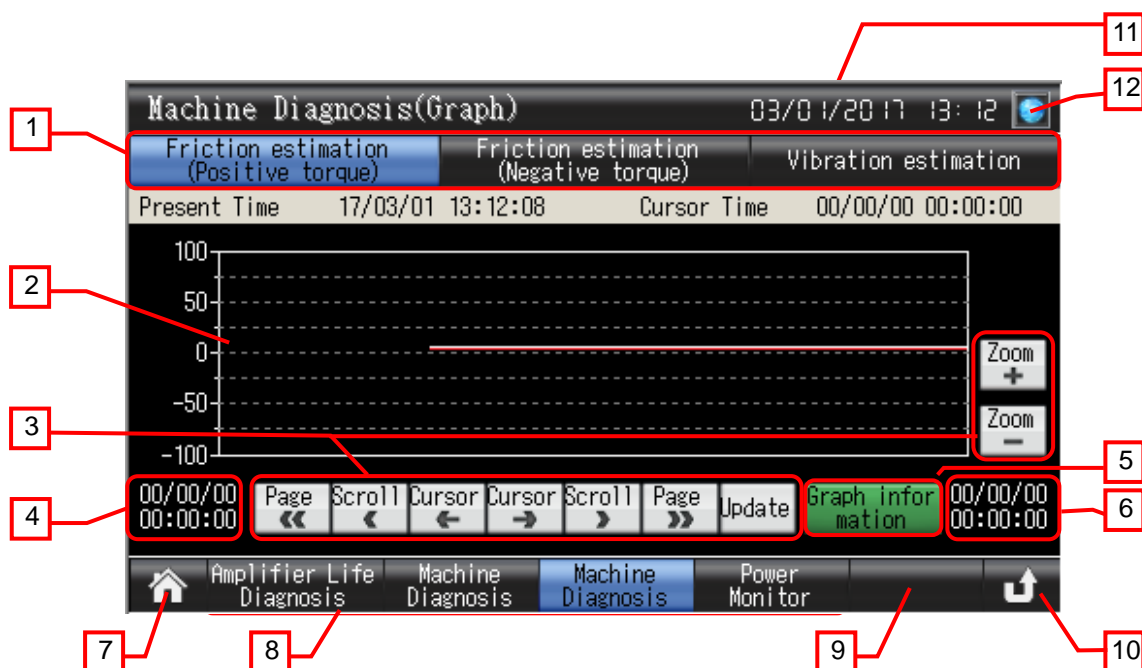 11
12
Machine Diagnosis(Graph) 03/01/2017 13:12
1
Friction estimation
(Positive torque)
Friction estimation
(Negative torque)
Vibration estimation
Present Time 17/03/01 13:12:08 Cursor Time 00/00/00 00:00:00
100
50
0
-50
-100
2
Zoom
Zoom
3
5
4
00/00/00
00:00:00
Page
Scroll
Cursor
Cursor
Scroll
Page
Update
Graph infor
mation
00/00/00
00:00:00
6
Amplifier Life
Diagnosis
Machine
Diagnosis
Machine
Diagnosis
Power
Monitor
7
8
9
10